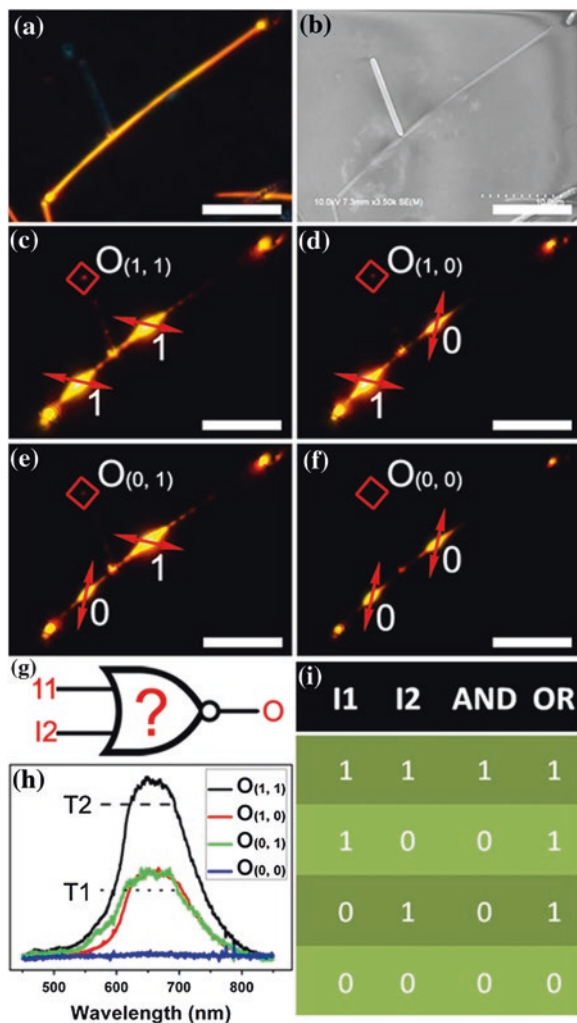 (a)
(b)
10.0kV 7.3mm x3.50k SE(M)
10.0um
(c)
O(1, 1)
1
1
(d)
O(1, 0)
0
1
(e)
O(0, 1)
1
0
(f)
O(0, 0)
0
0
(g)
11
I2
?
O
(h)
T2
T1
O(1, 1)
O(1, 0)
O(0, 1)
O(0, 0)
500 600 700 800
Wavelength (nm)
(i)
I1 I2 AND OR
1 1 1 1
1 0 0 1
0 1 0 1
0 0 0 0